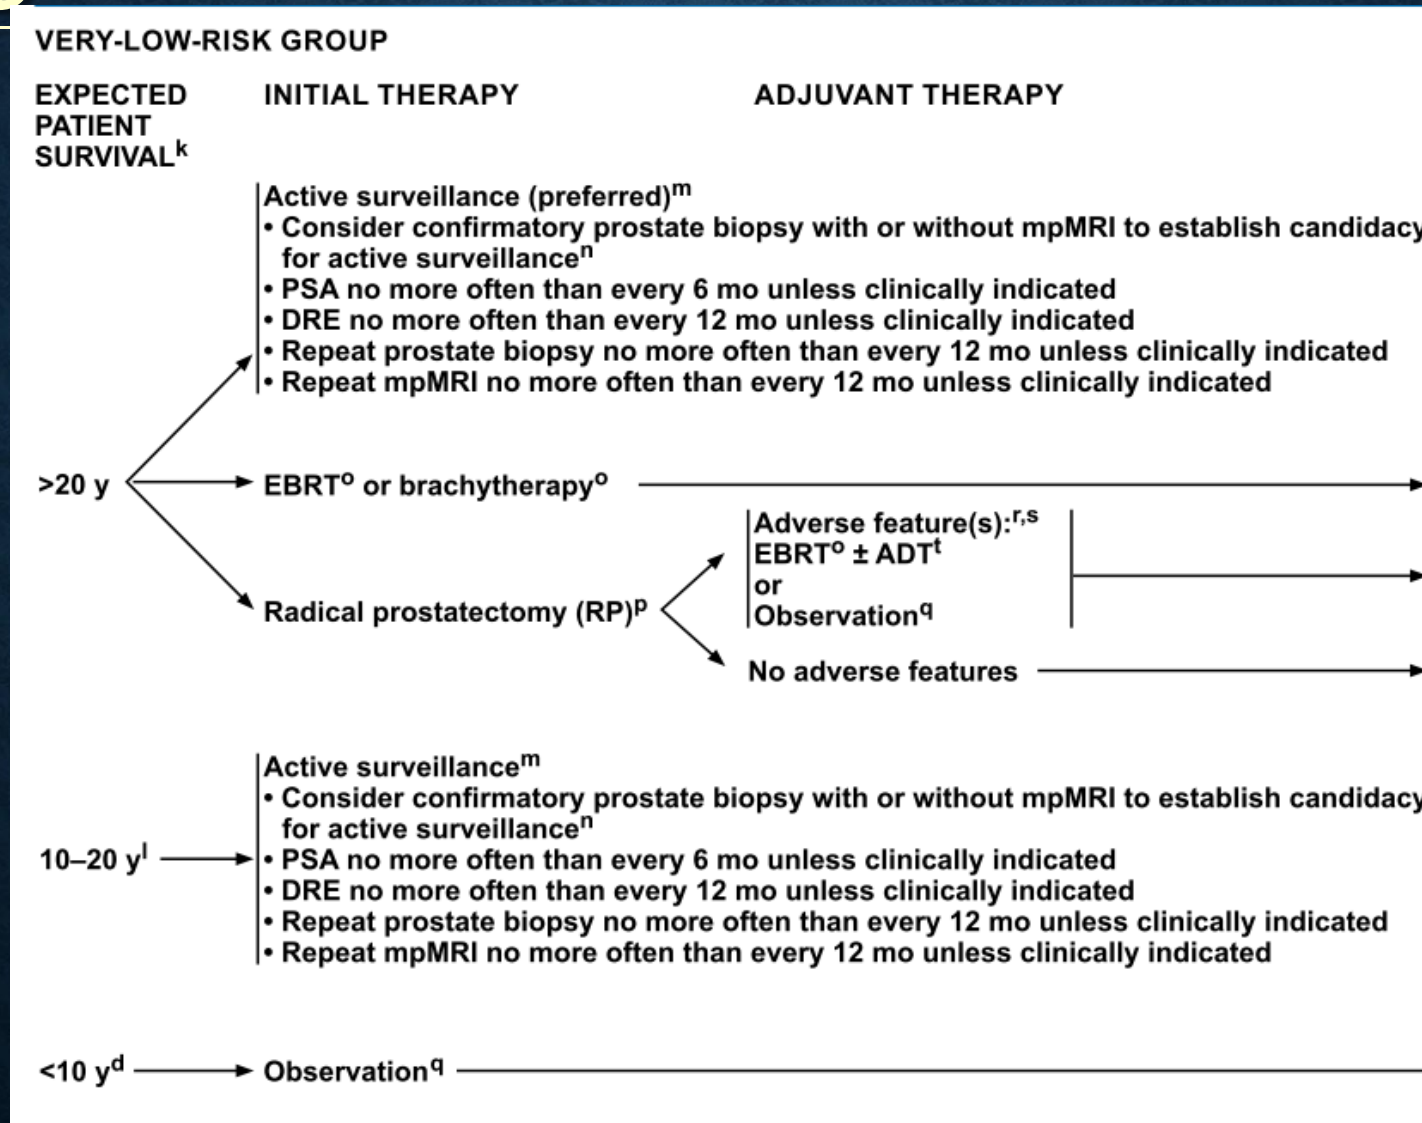 VERY-LOW-RISK GROUP
EXPECTED
PATIENT
SURVIVALk
INITIAL THERAPY
ADJUVANT THERAPY
Active surveillance (preferred)m
• Consider confirmatory prostate biopsy with or without mpMRI to establish candidacy
for active surveillancen
• PSA no more often than every 6 mo unless clinically indicated
• DRE no more often than every 12 mo unless clinically indicated
• Repeat prostate biopsy no more often than every 12 mo unless clinically indicated
• Repeat mpMRI no more often than every 12 mo unless clinically indicated
>20 y
EBRTo or brachytherapyo
Radical prostatectomy (RP)p
Adverse feature(s):r,s
EBRTo ± ADTt
or
Observationq
No adverse features
10–20 yl
Active surveillancem
• Consider confirmatory prostate biopsy with or without mpMRI to establish candidacy
for active surveillancen
• PSA no more often than every 6 mo unless clinically indicated
• DRE no more often than every 12 mo unless clinically indicated
• Repeat prostate biopsy no more often than every 12 mo unless clinically indicated
• Repeat mpMRI no more often than every 12 mo unless clinically indicated
<10 yd
Observationq